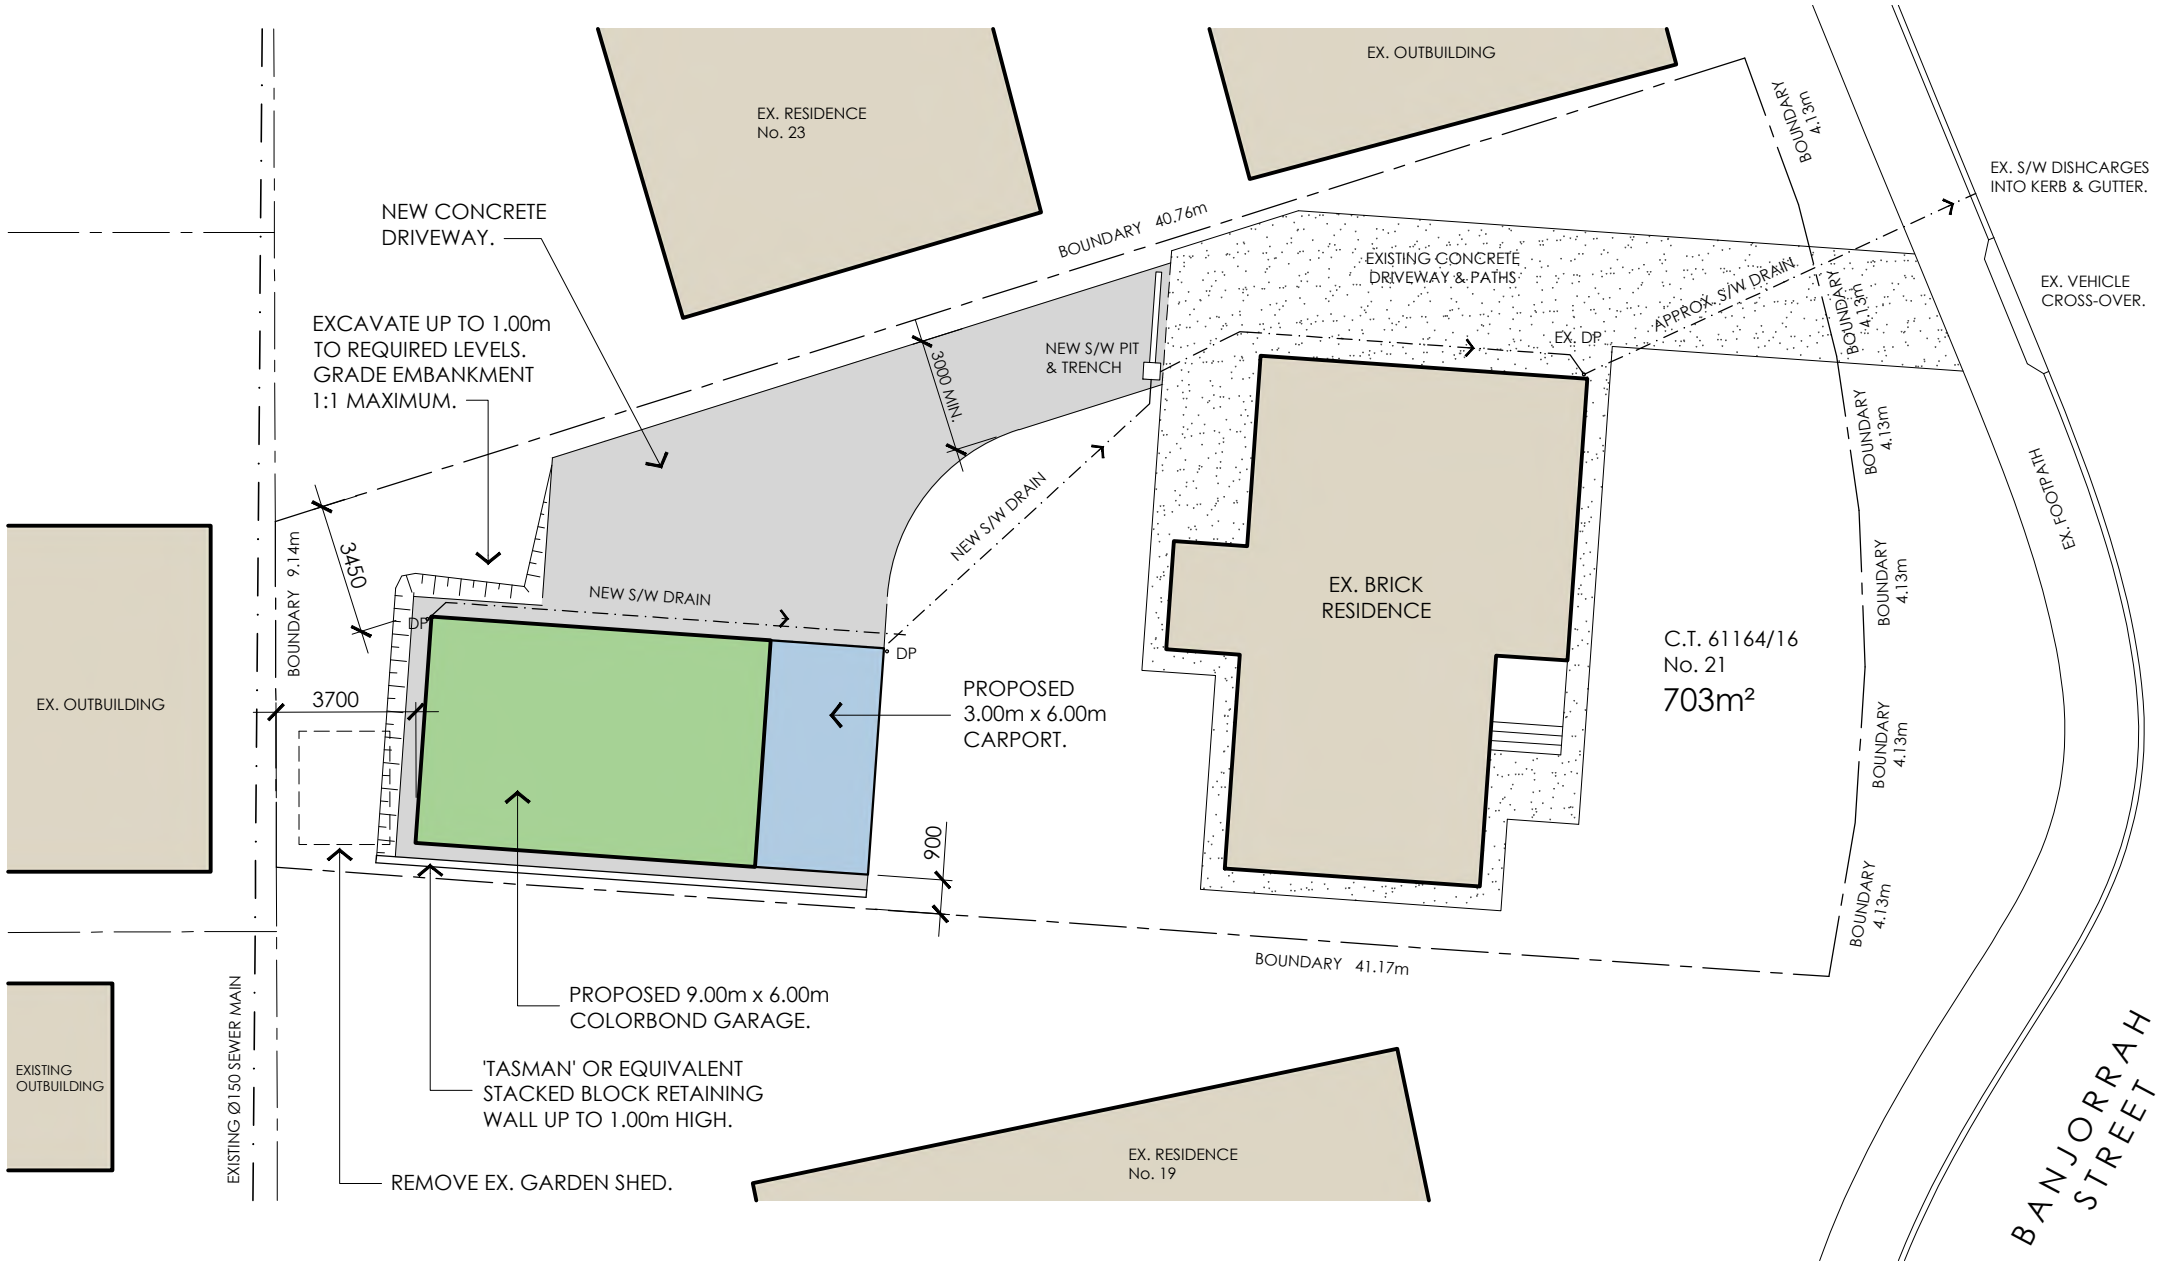 EX. OUTBUILDING
EX. RESIDENCE
No. 23
BOUNDARY
4.13m
EX. S/W DISHCARGES
INTO KERB & GUTTER.
NEW CONCRETE
DRIVEWAY.
BOUNDARY 40.76m
EXISTING CONCRETE
DRIVEWAY & PATHS
APPROX. S/W DRAIN
BOUNDARY
4.13m
EX. VEHICLE
CROSS-OVER.
EXCAVATE UP TO 1.00m
TO REQUIRED LEVELS.
GRADE EMBANKMENT
1:1 MAXIMUM.
3000 MIN.
NEW S/W PIT
& TRENCH
EX. DP
BOUNDARY
4.13m
EX. FOOTPATH
NEW S/W DRAIN
3450
BOUNDARY 9.14m
NEW S/W DRAIN
DP
DP
EX. BRICK
RESIDENCE
BOUNDARY
4.13m
C.T. 61164/16
No. 21
703m²
EX. OUTBUILDING
3700
PROPOSED
3.00m x 6.00m
CARPORT.
BOUNDARY
4.13m
900
BOUNDARY
4.13m
BOUNDARY 41.17m
PROPOSED 9.00m x 6.00m
COLORBOND GARAGE.
EXISTING Ø150 SEWER MAIN
EXISTING
OUTBUILDING
'TASMAN' OR EQUIVALENT
STACKED BLOCK RETAINING
WALL UP TO 1.00m HIGH.
REMOVE EX. GARDEN SHED.
EX. RESIDENCE
No. 19
BANJORRAH
STREET